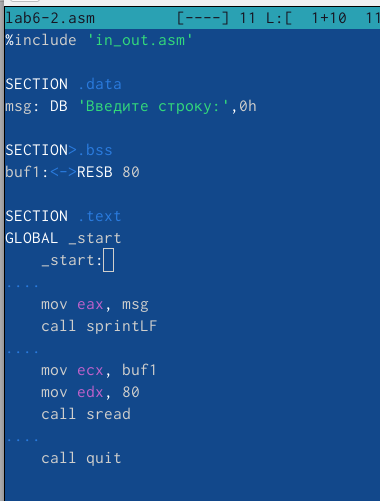 lab6-2.asm [----] 11 L:[ 1+10 11
%include 'in_out.asm'
SECTION .data
msg: DB 'Введите строку:',0h
SECTION>.bss
buf1:<->RESB 80
SECTION .text
GLOBAL _start
_start:
....
mov eax, msg
call sprintLF
....
mov ecx, buf1
mov edx, 80
call sread
....
call quit